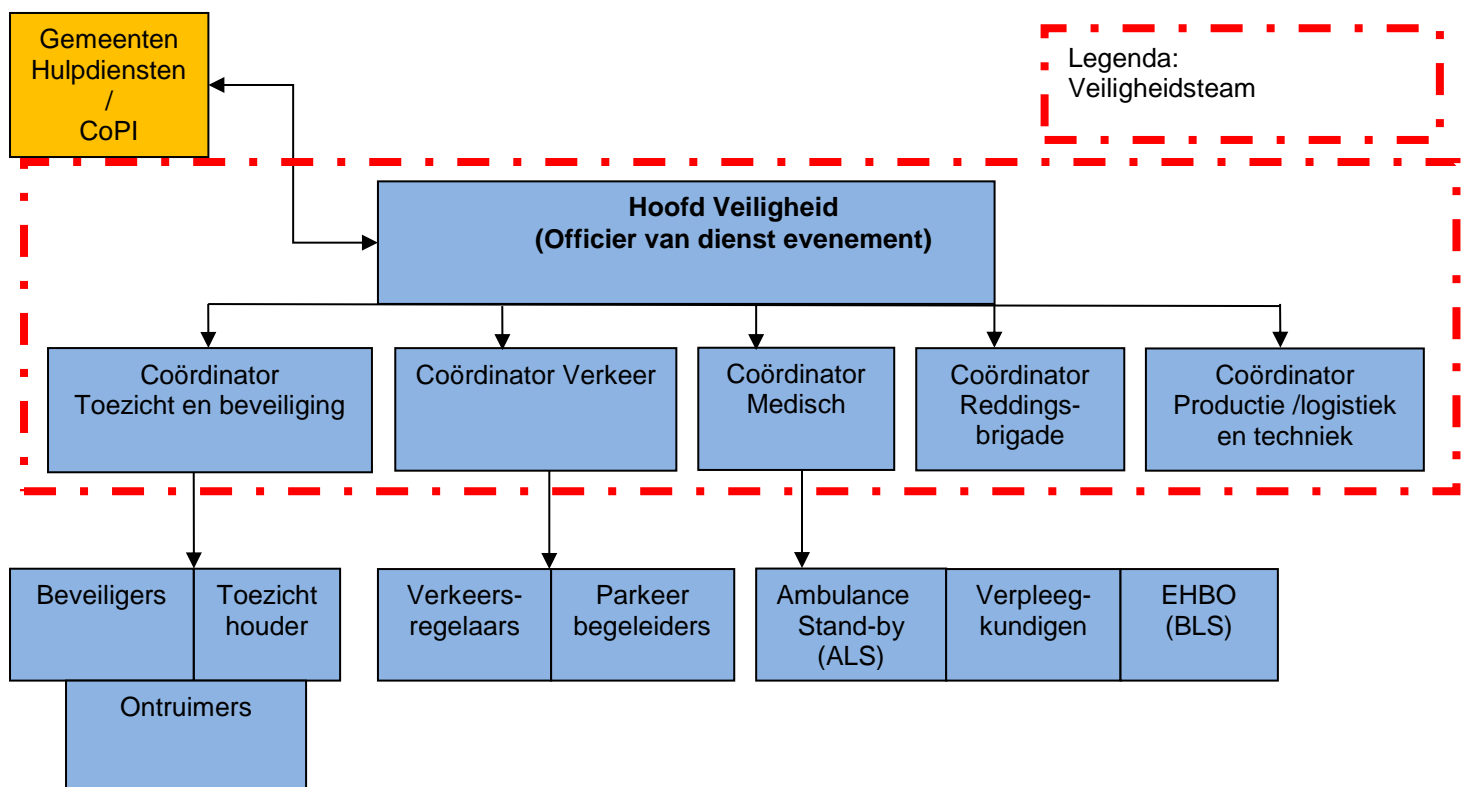 Gemeenten
Hulpdiensten
/
CoPI
Legenda:
Veiligheidsteam
Hoofd Veiligheid
(Officier van dienst evenement)
Coördinator
Toezicht en beveiliging
Coördinator Verkeer
Coördinator
Medisch
Coördinator
Reddings-
brigade
Coördinator
Productie /logistiek
en techniek
Beveiligers
Toezicht
houder
Ontruimers
Verkeers-
regelaars
Parkeer
begeleiders
Ambulance
Stand-by
(ALS)
Verpleeg-
kundigen
EHBO
(BLS)